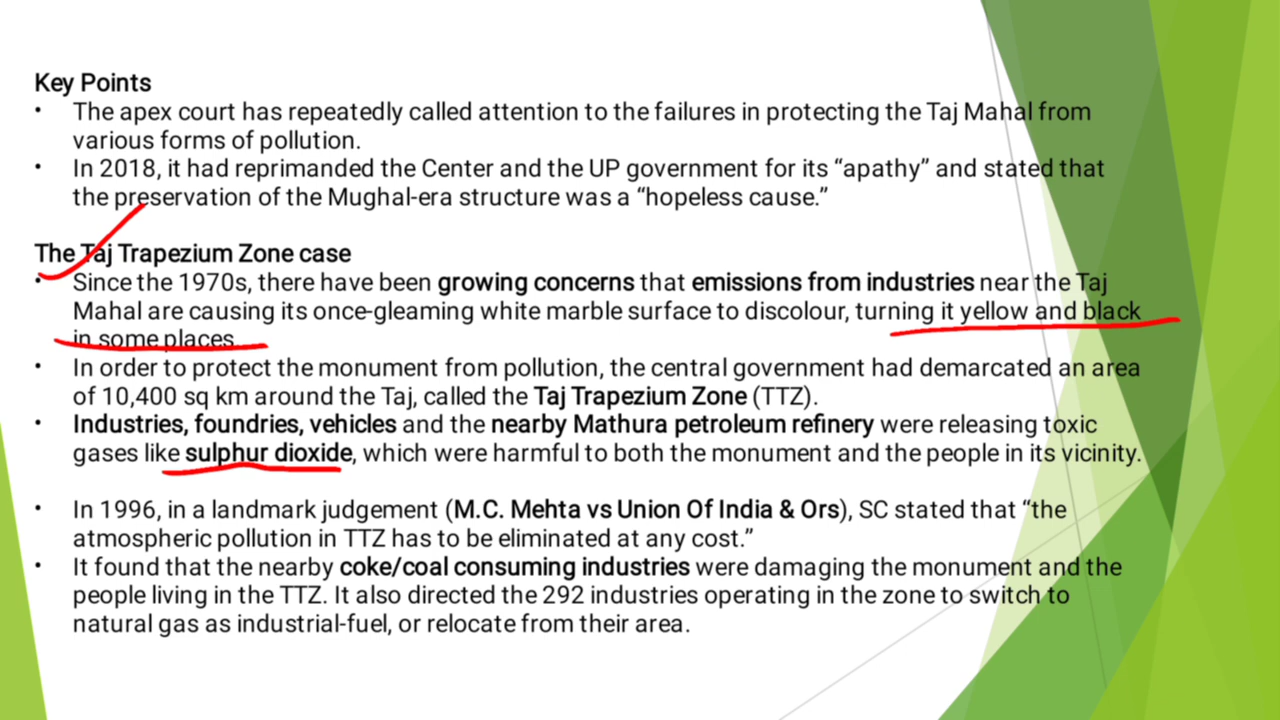 Key Points
• The apex court has repeatedly called attention to the failures in protecting the Taj Mahal from
various forms of pollution.
• In 2018, it had reprimanded the Center and the UP government for its “apathy” and stated that
the preservation of the Mughal-era structure was a “hopeless cause.”
The Taj Trapezium Zone case
• Since the 1970s, there have been growing concerns that emissions from industries near the Taj
Mahal are causing its once-gleaming white marble surface to discolour, turning it yellow and black
in some places.
• In order to protect the monument from pollution, the central government had demarcated an area
of 10,400 sq km around the Taj, called the Taj Trapezium Zone (TTZ).
• Industries, foundries, vehicles and the nearby Mathura petroleum refinery were releasing toxic
gases like sulphur dioxide, which were harmful to both the monument and the people in its vicinity.
• In 1996, in a landmark judgement (M.C. Mehta vs Union Of India & Ors), SC stated that “the
atmospheric pollution in TTZ has to be eliminated at any cost.”
• It found that the nearby coke/coal consuming industries were damaging the monument and the
people living in the TTZ. It also directed the 292 industries operating in the zone to switch to
natural gas as industrial-fuel, or relocate from their area.